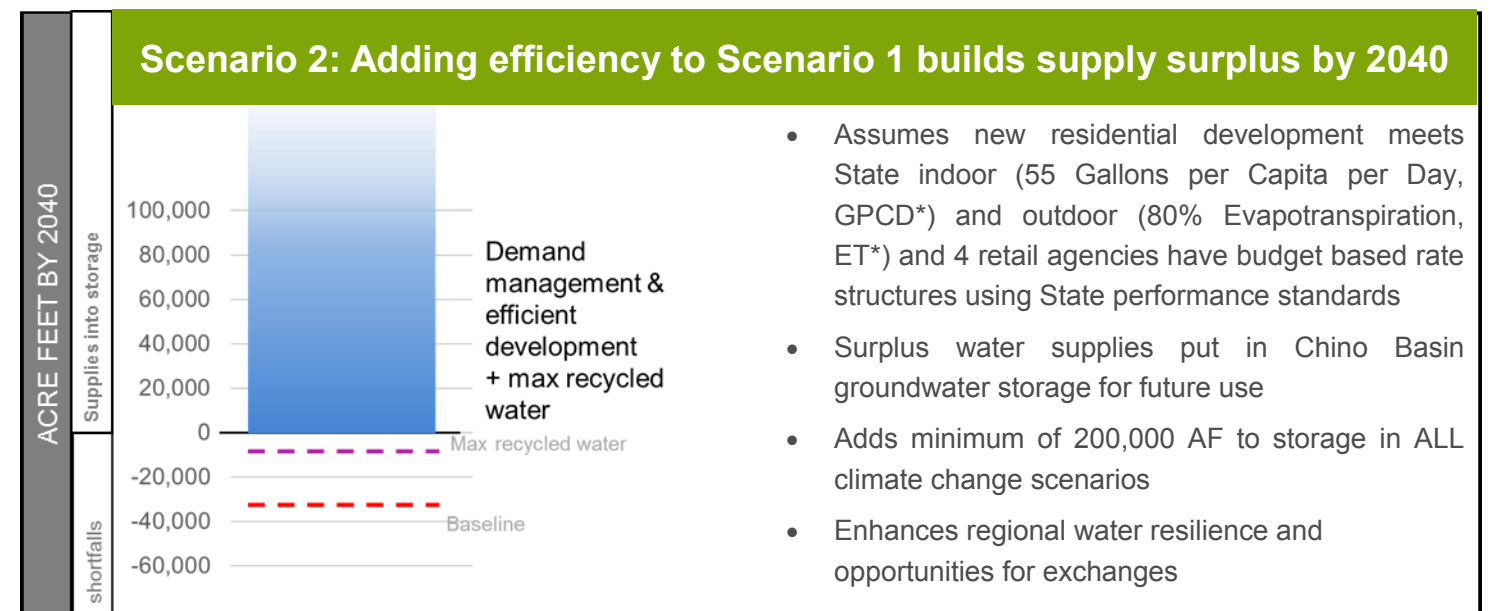 Scenario 2: Adding efficiency to Scenario 1 builds supply surplus by 2040
ACRE FEET BY 2040
Supplies into storage
shortfalls
100,000
80,000
60,000
40,000
20,000
0
-20,000
-40,000
-60,000
Demand
management &
efficient
development
+ max recycled
water
Max recycled water
Baseline
• Assumes new residential development meets
State indoor (55 Gallons per Capita per Day,
GPCD*) and outdoor (80% Evapotranspiration,
ET*) and 4 retail agencies have budget based rate
structures using State performance standards
• Surplus water supplies put in Chino Basin
groundwater storage for future use
• Adds minimum of 200,000 AF to storage in ALL
climate change scenarios
• Enhances regional water resilience and
opportunities for exchanges